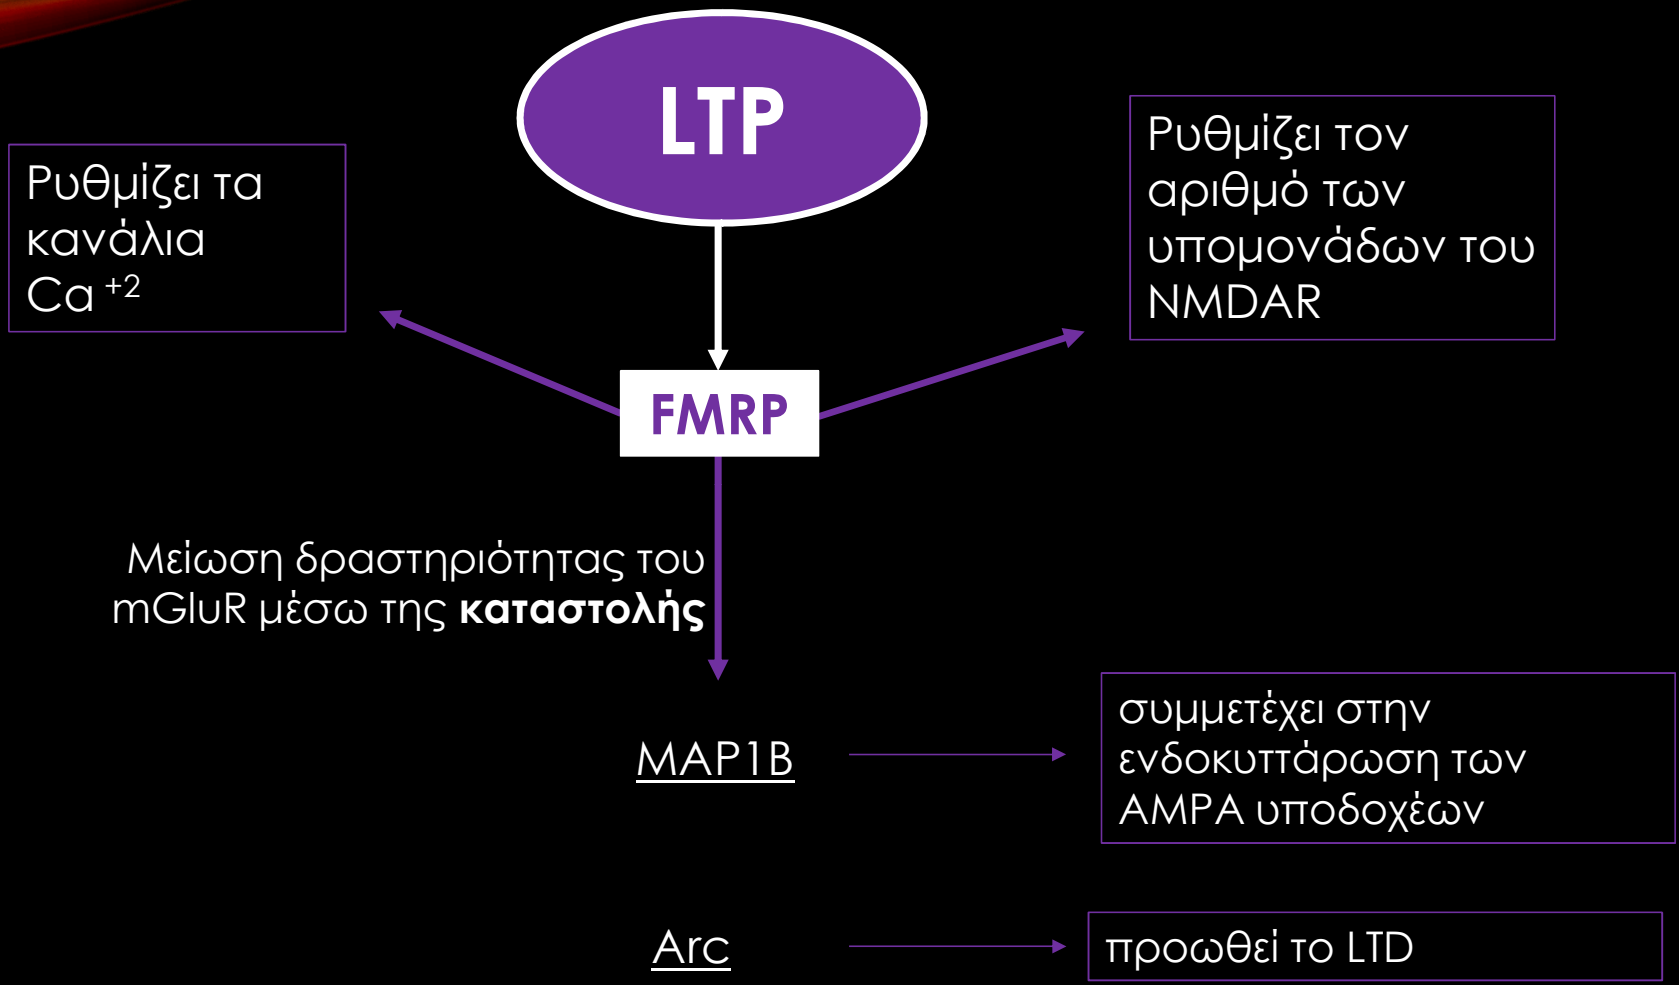 LTP
Ρυθμίζει τα
κανάλια
Ca +2
Ρυθμίζει τον
αριθμό των
υπομονάδων του
NMDAR
FMRP
Μείωση δραστηριότητας του
mGluR μέσω της καταστολής
MAP1B
συμμετέχει στην
ενδοκυττάρωση των
AMPA υποδοχέων
Arc
προωθεί το LTD